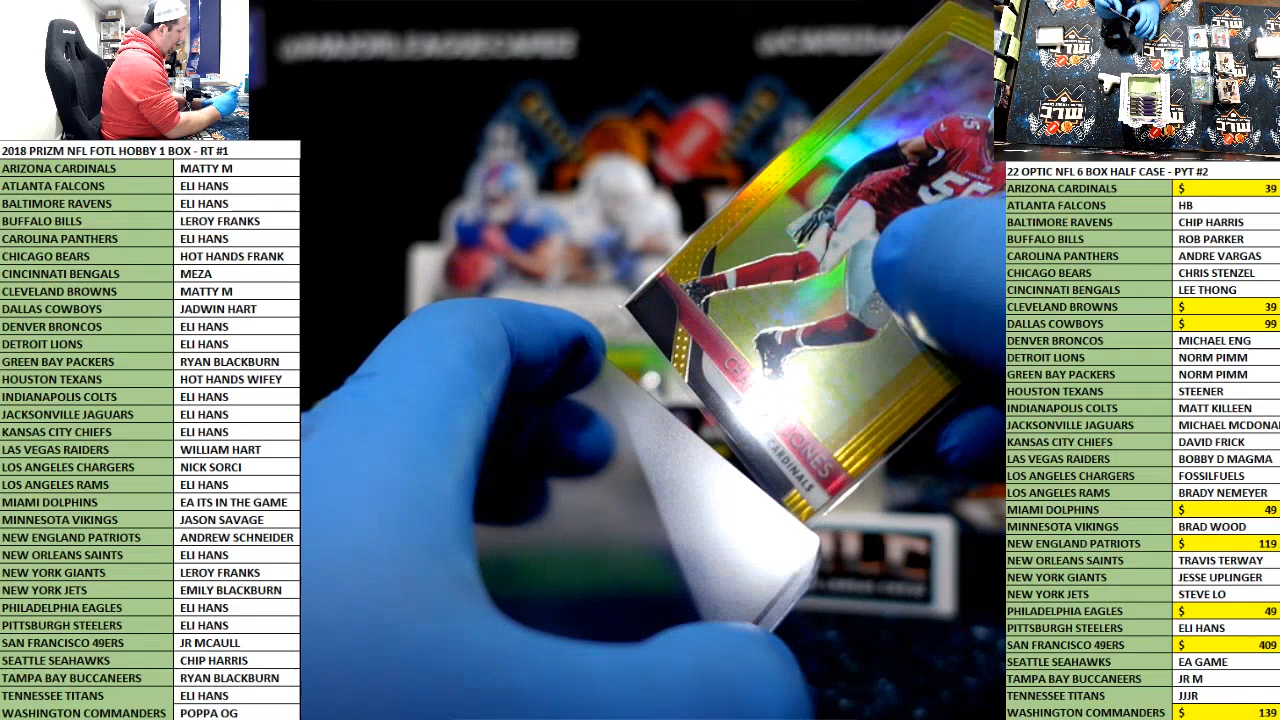 2018 PRIZM NFL FOTL HOBBY 1 BOX - RT #1
ARIZONA CARDINALS MATTY M
ATLANTA FALCONS ELI HANS
BALTIMORE RAVENS ELI HANS
BUFFALO BILLS LEROY FRANKS
CAROLINA PANTHERS ELI HANS
CHICAGO BEARS HOT HANDS FRANK
CINCINNATI BENGALS MEZA
CLEVELAND BROWNS MATTY M
DALLAS COWBOYS JADWIN HART
DENVER BRONCOS ELI HANS
DETROIT LIONS ELI HANS
GREEN BAY PACKERS RYAN BLACKBURN
HOUSTON TEXANS HOT HANDS WIFEY
INDIANAPOLIS COLTS ELI HANS
JACKSONVILLE JAGUARS ELI HANS
KANSAS CITY CHIEFS ELI HANS
LAS VEGAS RAIDERS WILLIAM HART
LOS ANGELES CHARGERS NICK SORCI
LOS ANGELES RAMS ELI HANS
MIAMI DOLPHINS EA ITS IN THE GAME
MINNESOTA VIKINGS JASON SAVAGE
NEW ENGLAND PATRIOTS ANDREW SCHNEIDER
NEW ORLEANS SAINTS ELI HANS
NEW YORK GIANTS LEROY FRANKS
NEW YORK JETS EMILY BLACKBURN
PHILADELPHIA EAGLES ELI HANS
PITTSBURGH STEELERS ELI HANS
SAN FRANCISCO 49ERS JR MCAULL
SEATTLE SEAHAWKS CHIP HARRIS
TAMPA BAY BUCCANEERS RYAN BLACKBURN
TENNESSEE TITANS ELI HANS
WASHINGTON COMMANDERS POPPA OG
55
CARDINALS
22 OPTIC NFL 6 BOX HALF CASE - PYT #2
ARIZONA CARDINALS $ 39
ATLANTA FALCONS HB
BALTIMORE RAVENS CHIP HARRIS
BUFFALO BILLS ROB PARKER
CAROLINA PANTHERS ANDRE VARGAS
CHICAGO BEARS CHRIS STENZEL
CINCINNATI BENGALS LEE THONG
CLEVELAND BROWNS $ 39
DALLAS COWBOYS $ 99
DENVER BRONCOS MICHAEL ENG
DETROIT LIONS NORM PIMM
GREEN BAY PACKERS NORM PIMM
HOUSTON TEXANS STEENER
INDIANAPOLIS COLTS MATT KILLEEN
JACKSONVILLE JAGUARS MICHAEL MCDONA
KANSAS CITY CHIEFS DAVID FRICK
LAS VEGAS RAIDERS BOBBY D MAGMA
LOS ANGELES CHARGERS FOSSILFUELS
LOS ANGELES RAMS BRADY NEMEYER
MIAMI DOLPHINS $ 49
MINNESOTA VIKINGS BRAD WOOD
NEW ENGLAND PATRIOTS $ 119
NEW ORLEANS SAINTS TRAVIS TERWAY
NEW YORK GIANTS JESSE UPLINGER
NEW YORK JETS STEVE LO
PHILADELPHIA EAGLES $ 49
PITTSBURGH STEELERS ELI HANS
SAN FRANCISCO 49ERS $ 409
SEATTLE SEAHAWKS EA GAME
TAMPA BAY BUCCANEERS JR M
TENNESSEE TITANS JJJR
WASHINGTON COMMANDERS $ 139